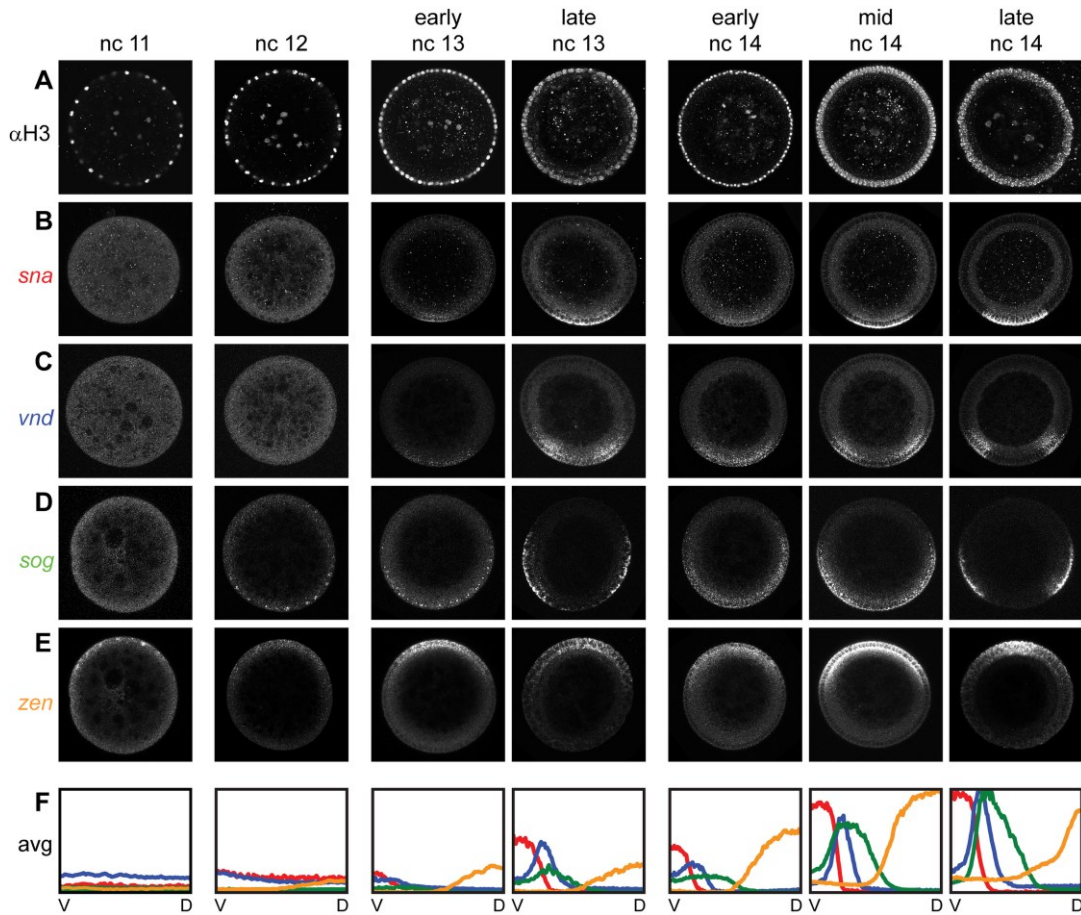 early late early mid late
nc 11 nc 12 nc 13 nc 13 nc 14 nc 14 nc 14
A
αH3
B
sna
C
vnd
D
sog
E
zen
F
avg
V D V D V D V D V D V D V D